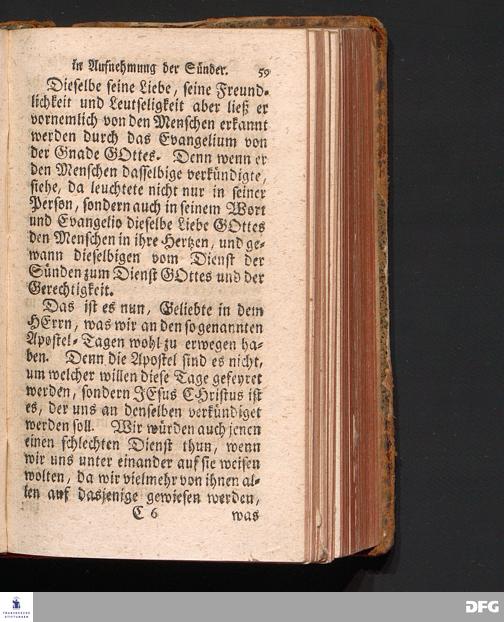 in Aufnehmung der Sünder. 59
Dieselbe seine Liebe, seine Freund-
lichkeit und Leutseligkeit aber ließ er
vornemlich von den Menschen erkannt
werden durch das Evangelium von
der Gnade GOttes. Denn wenn er
den Menschen dasselbige verkündigte,
siehe, da leuchtete nicht nur in seiner
Person, sondern auch in seinem Wort
und Evangelio dieselbe Liebe GOttes
den Menschen in ihre Hertzen, und ge-
wann dieselbigen vom Dienst der
Sünden zum Dienst GOttes und der
Gerechtigkeit.
Das ist es nun, Geliebte in dem
HErrn, was wir an den so genannten
Apostel-Tagen wohl zu erwegen ha-
ben. Denn die Apostel sind es nicht,
um welcher willen diese Tage gefeyret
werden, sondern JEsus CHristus ist
es, der uns an denselben verkündiget
werden soll. Wir würden auch jenen
einen schlechten Dienst thun, wenn
wir uns unter einander auf sie weisen
wolten, da wir vielmehr von ihnen al-
len auf dasjenige gewiesen werden,
C 6 was
FRANCKESCHE
STIFTUNGEN
DFG